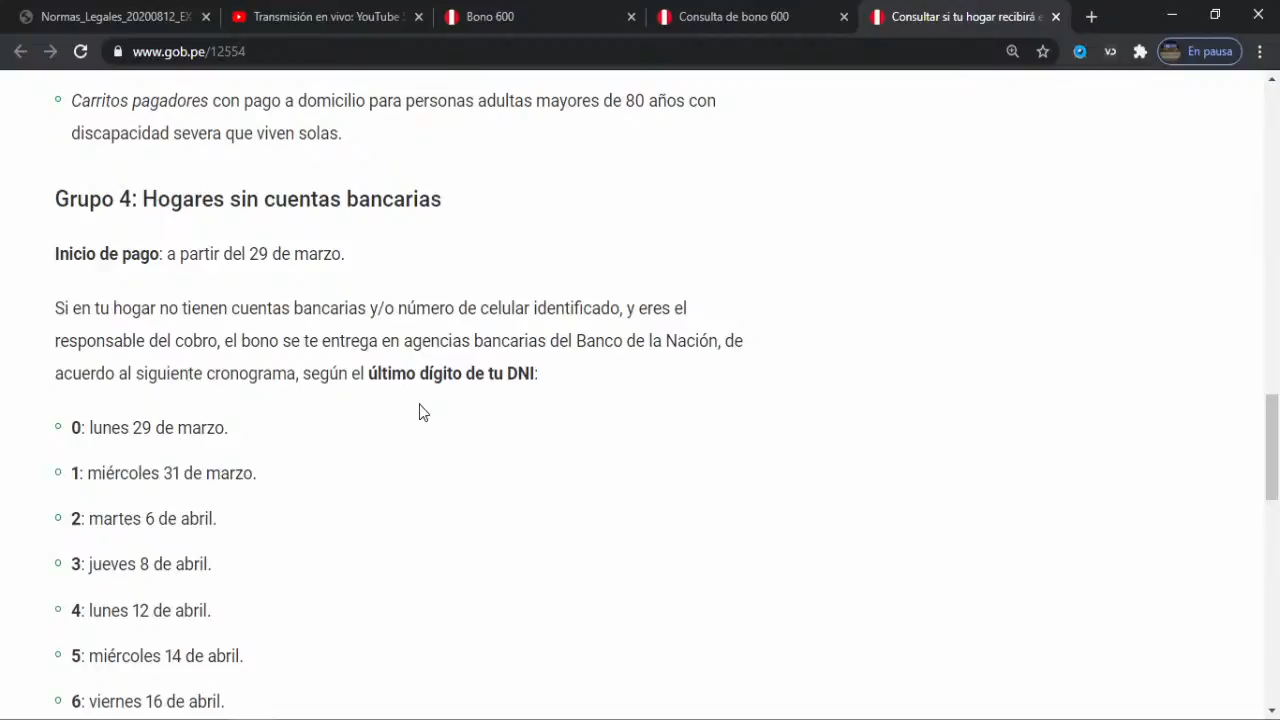 Normas_Legales_20200812_EX
Transmisión en vivo: YouTube
Bono 600
Consulta de bono 600
Consultar si tu hogar recibirá e
www.gob.pe/12554
En pausa
Carritos pagadores con pago a domicilio para personas adultas mayores de 80 años con
discapacidad severa que viven solas.
Grupo 4: Hogares sin cuentas bancarias
Inicio de pago: a partir del 29 de marzo.
Si en tu hogar no tienen cuentas bancarias y/o número de celular identificado, y eres el
responsable del cobro, el bono se te entrega en agencias bancarias del Banco de la Nación, de
acuerdo al siguiente cronograma, según el último dígito de tu DNI:
0: lunes 29 de marzo.
1: miércoles 31 de marzo.
2: martes 6 de abril.
3: jueves 8 de abril.
4: lunes 12 de abril.
5: miércoles 14 de abril.
6: viernes 16 de abril.